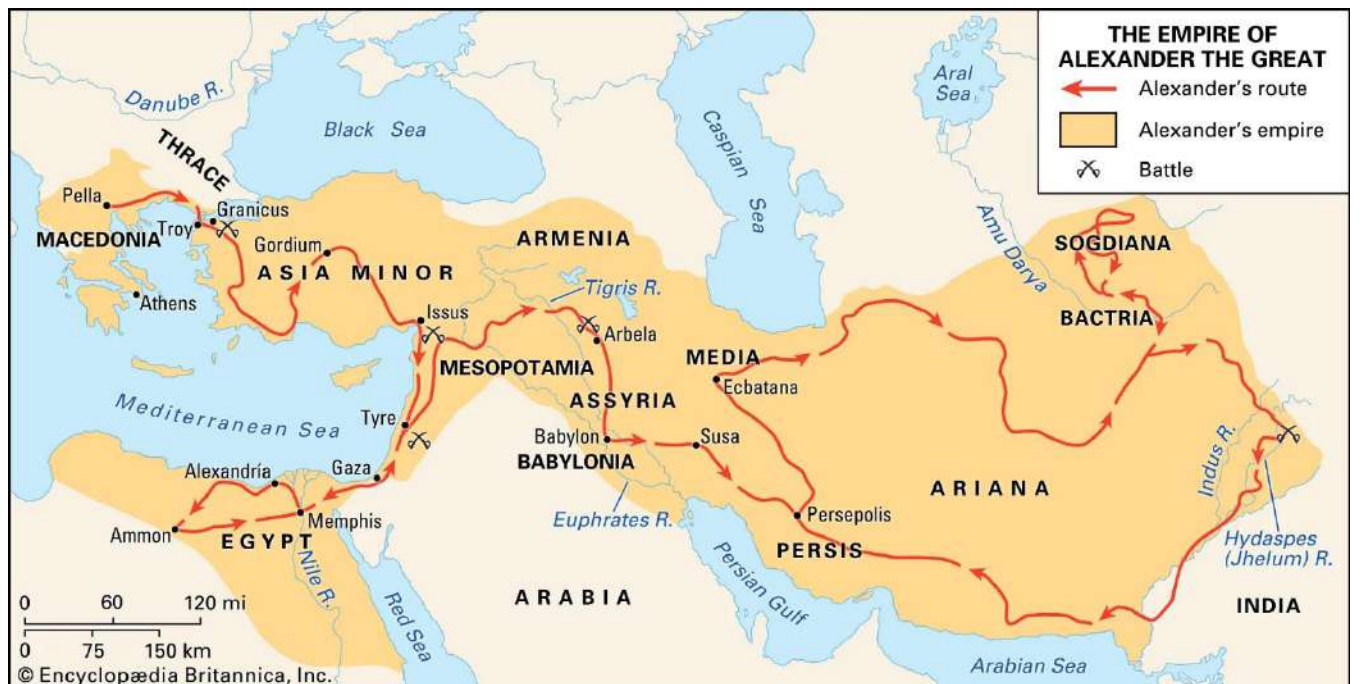 THE EMPIRE OF
ALEXANDER THE GREAT
Alexander's route
Alexander's empire
Battle
Danube R.
Black Sea
Caspian
Sea
Aral
Sea
THRACE
Pella
Granicus
Troy
MACEDONIA
Gordium
ASIA MINOR
ARMENIA
Tigris R.
Athens
Issus
Arbela
MESOPOTAMIA
MEDIA
Ecbatana
ASSYRIA
SOGDIANA
Amu Darya
BACTRIA
Mediterranean Sea
Tyre
Babylon
BABYLONIA
Susa
Gaza
Alexandría
Memphis
Ammon
EGYPT
Nile R.
Euphrates R.
Persepolis
PERSIS
ARIANA
Indus R.
Hydaspes
(Jhelum) R.
Red Sea
ARABIA
Persian Gulf
INDIA
Arabian Sea
0 60 120 mi
0 75 150 km
© Encyclopædia Britannica, Inc.